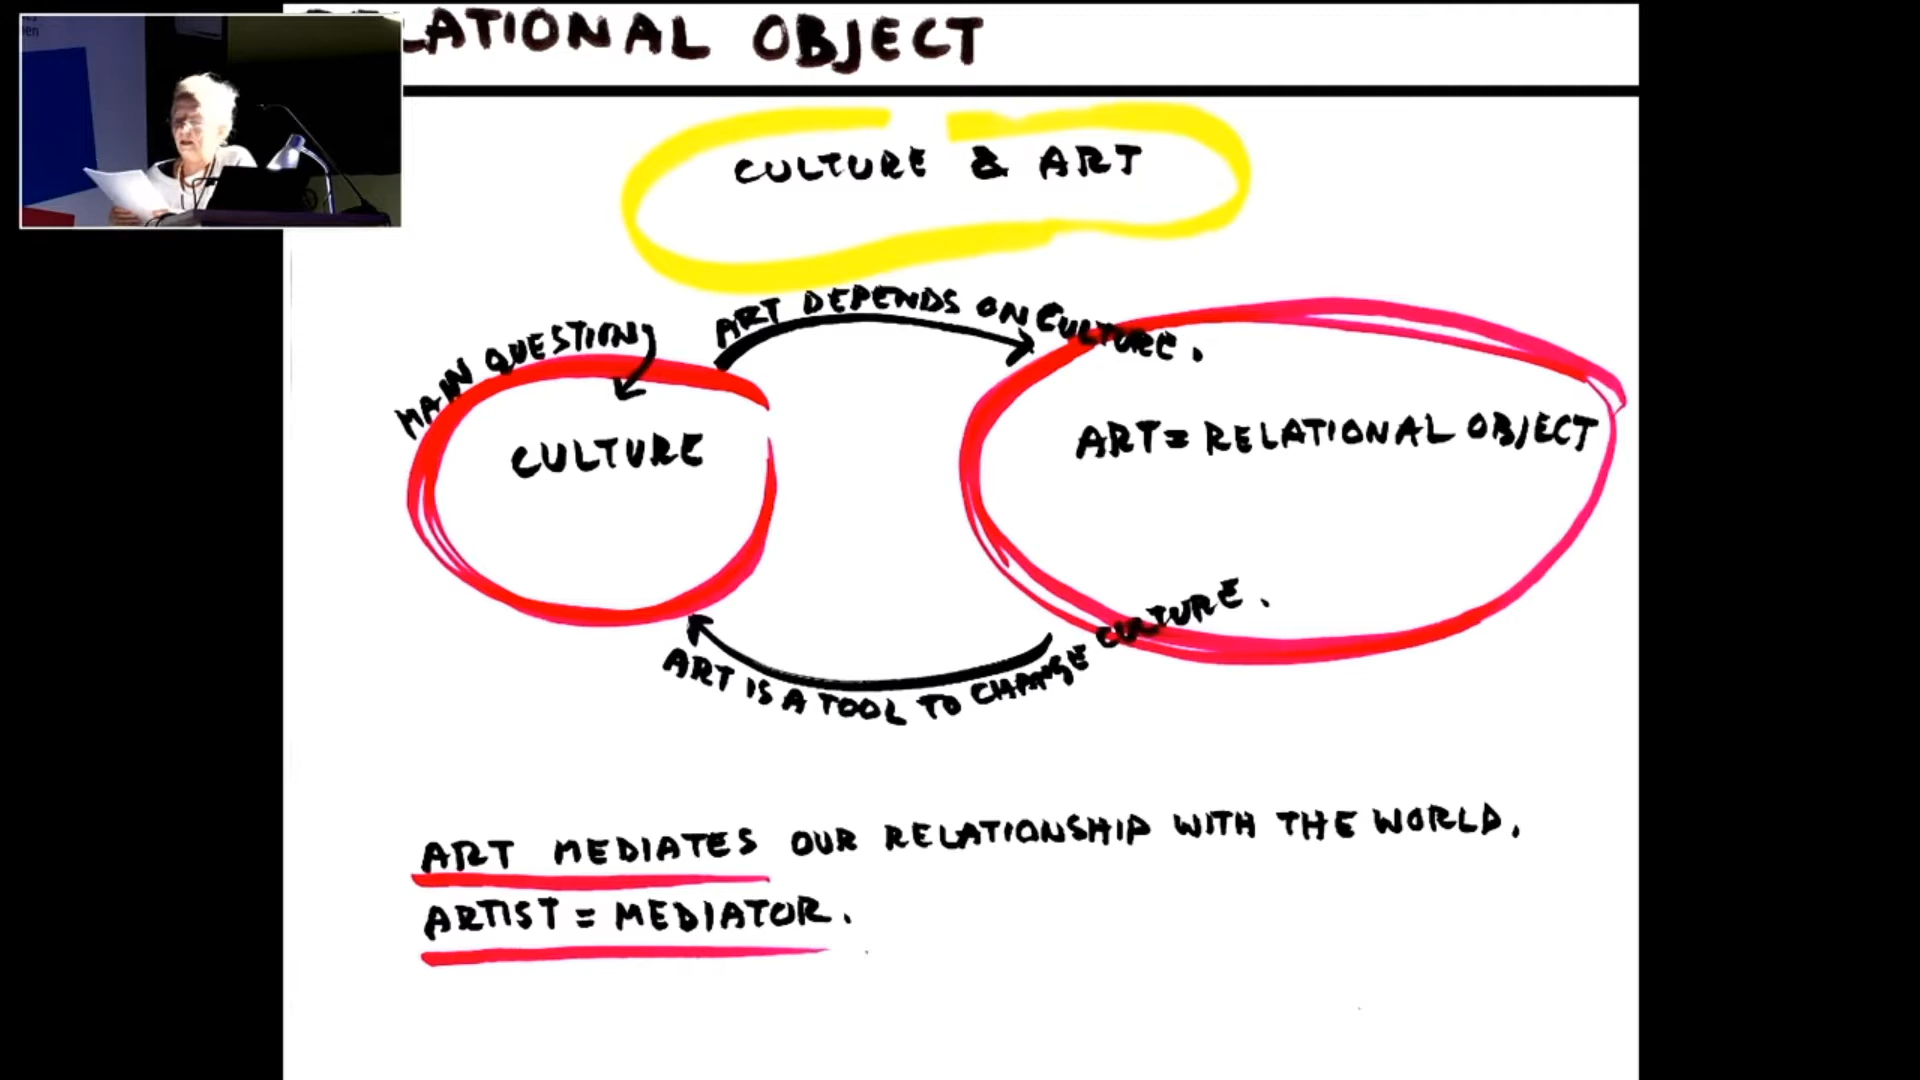 LATIONAL OBJECT
CULTURE & ART
ART DEPENDS ON CULTURE.
MAIN QUESTION
CULTURE
ART = RELATIONAL OBJECT
ART IS A TOOL TO CHANGE CULTURE.
ART MEDIATES OUR RELATIONSHIP WITH THE WORLD.
ARTIST = MEDIATOR.